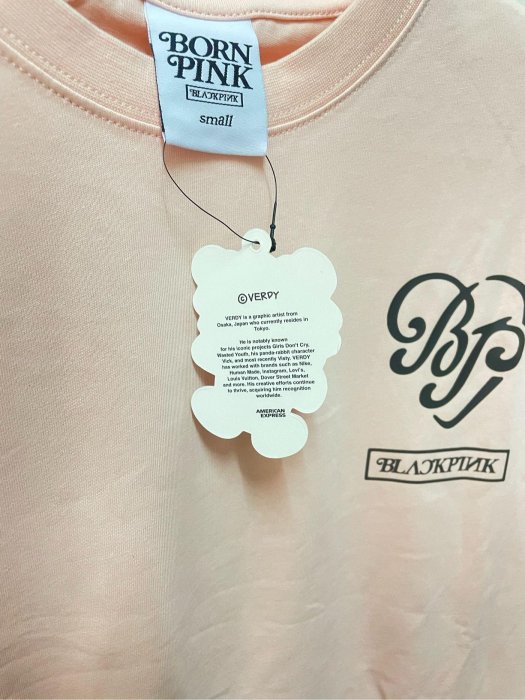 BORN
PINK
BLACKPINK
small
©VERDY
VERDY is a graphic artist from
Osaka, Japan who currently resides in
Tokyo.
He is notably known
for his iconic projects Girls Don't Cry,
Wasted Youth, his panda-rabbit character
Vick, and most recently Visty. VERDY
has worked with brands such as Nike,
Human Made, Instagram, Levi's,
Louis Vuitton, Dover Street Market
and more. His creative efforts continue
to thrive, acquiring him recognition
worldwide.
AMERICAN
EXPRESS
BP
BLACKPINK